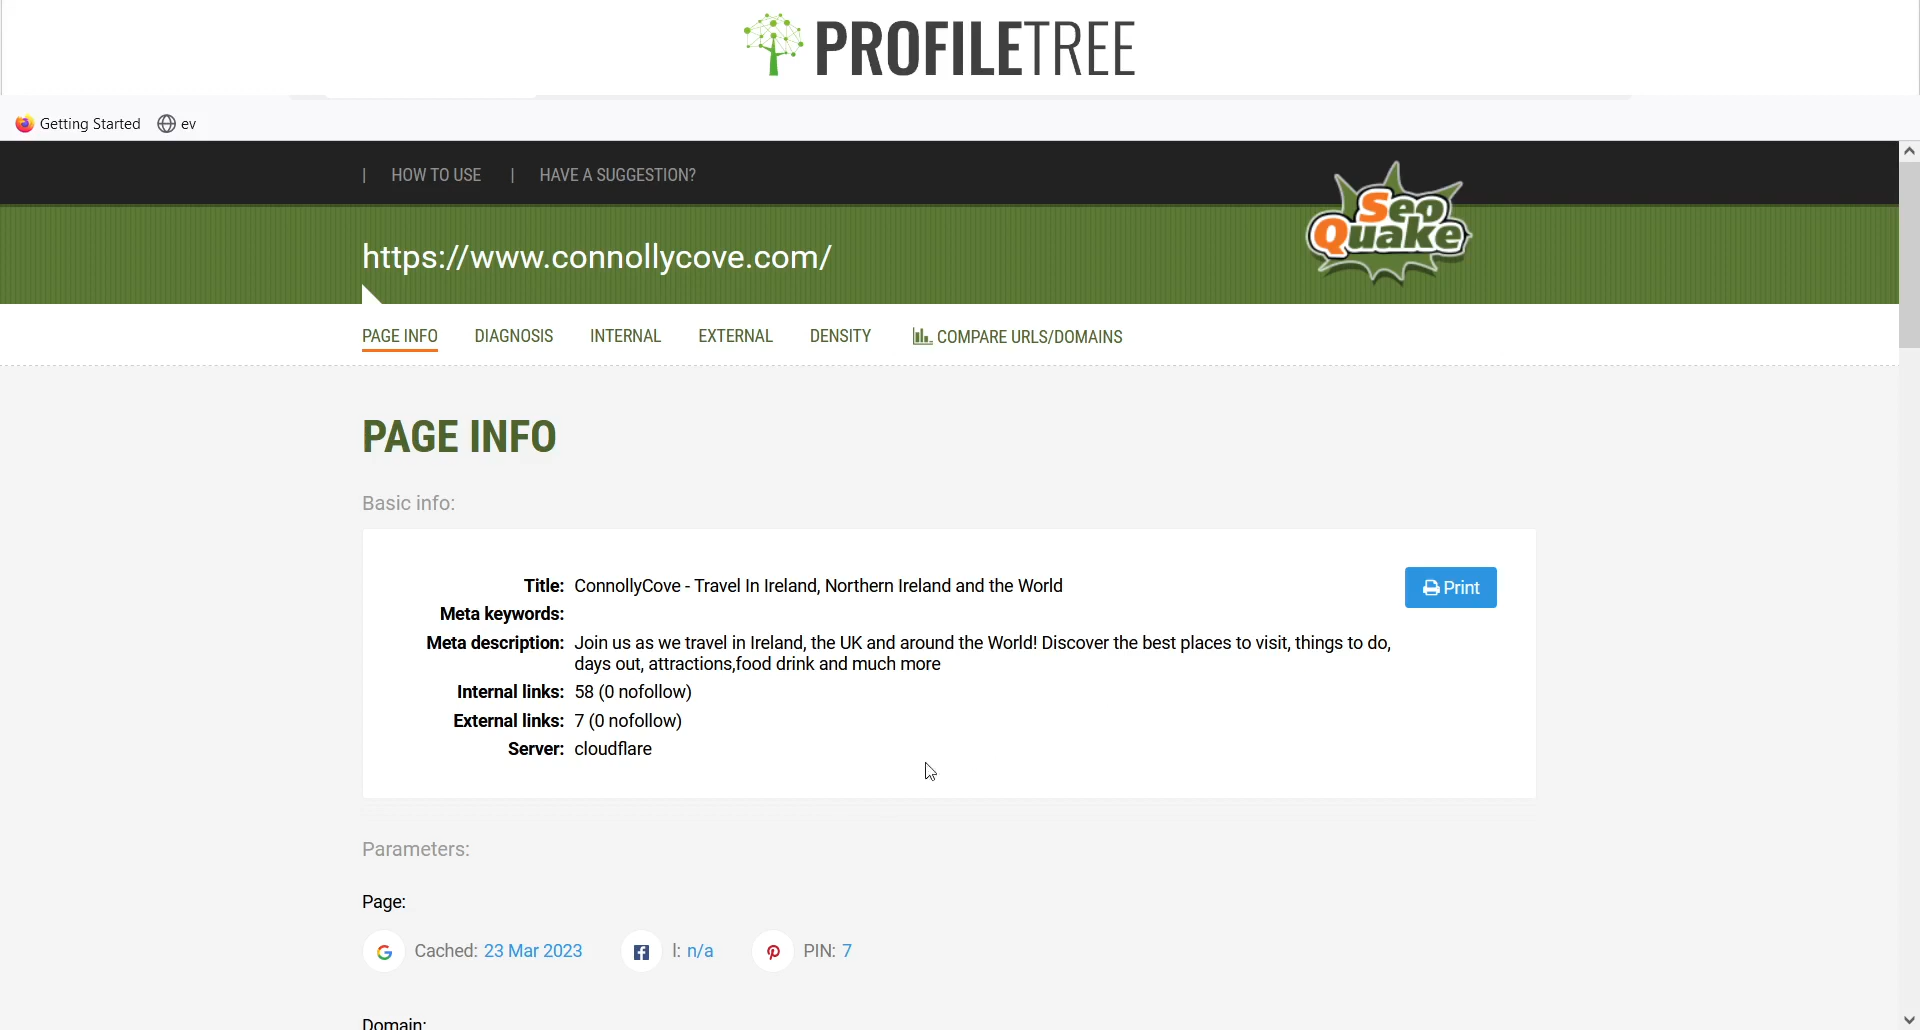 PROFILETREE
Getting Started ev
| HOW TO USE | HAVE A SUGGESTION?
Seo
Quake
https://www.connollycove.com/
PAGE INFO DIAGNOSIS INTERNAL EXTERNAL DENSITY COMPARE URLS/DOMAINS
PAGE INFO
Basic info:
Title: ConnollyCove - Travel In Ireland, Northern Ireland and the World
Print
Meta keywords:
Meta description: Join us as we travel in Ireland, the UK and around the World! Discover the best places to visit, things to do,
days out, attractions,food drink and much more
Internal links: 58 (0 nofollow)
External links: 7 (0 nofollow)
Server: cloudflare
Parameters:
Page:
Cached: 23 Mar 2023 l: n/a PIN: 7
Domain: